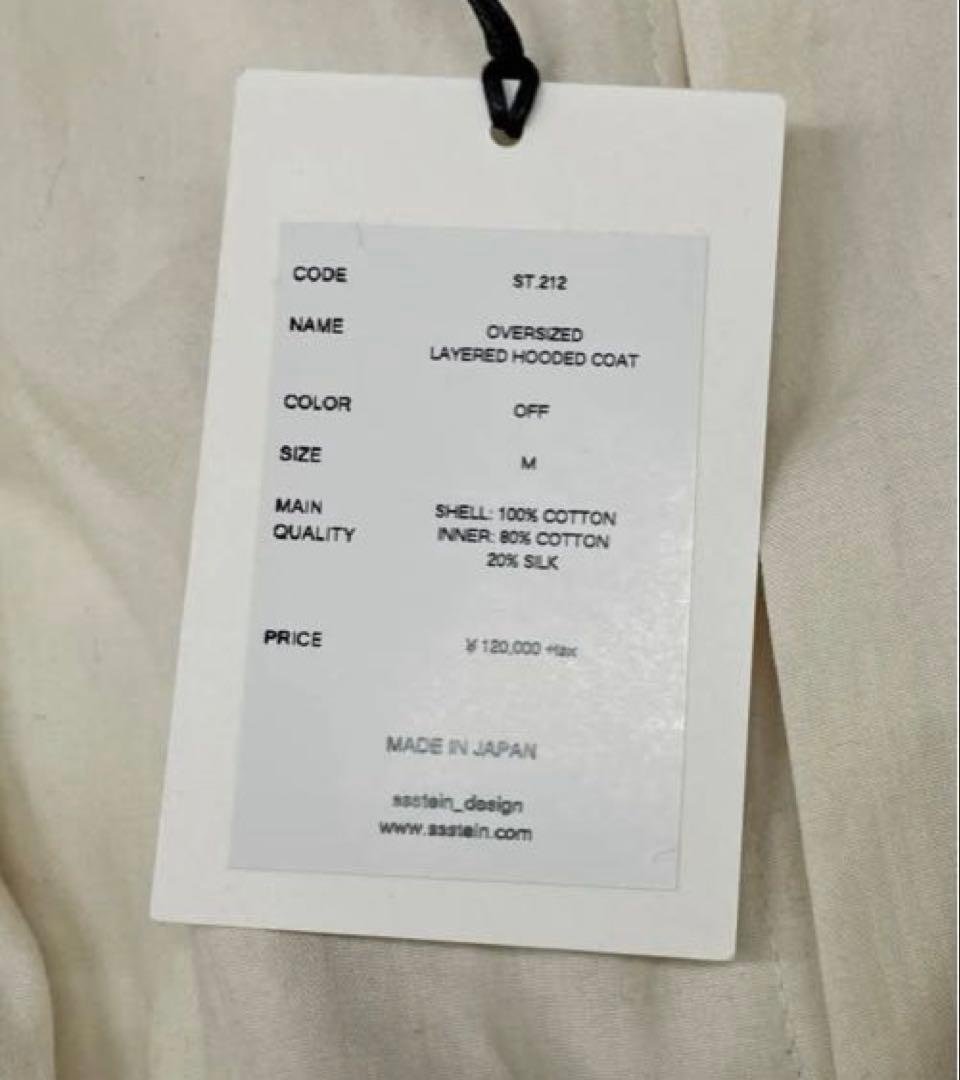 CODE ST.212
NAME OVERSIZED
LAYERED HOODED COAT
COLOR OFF
SIZE M
MAIN SHELL: 100% COTTON
QUALITY INNER: 80% COTTON
20% SILK
PRICE ¥ 120,000 +tax
MADE IN JAPAN
ssstein_design
www.ssstein.com